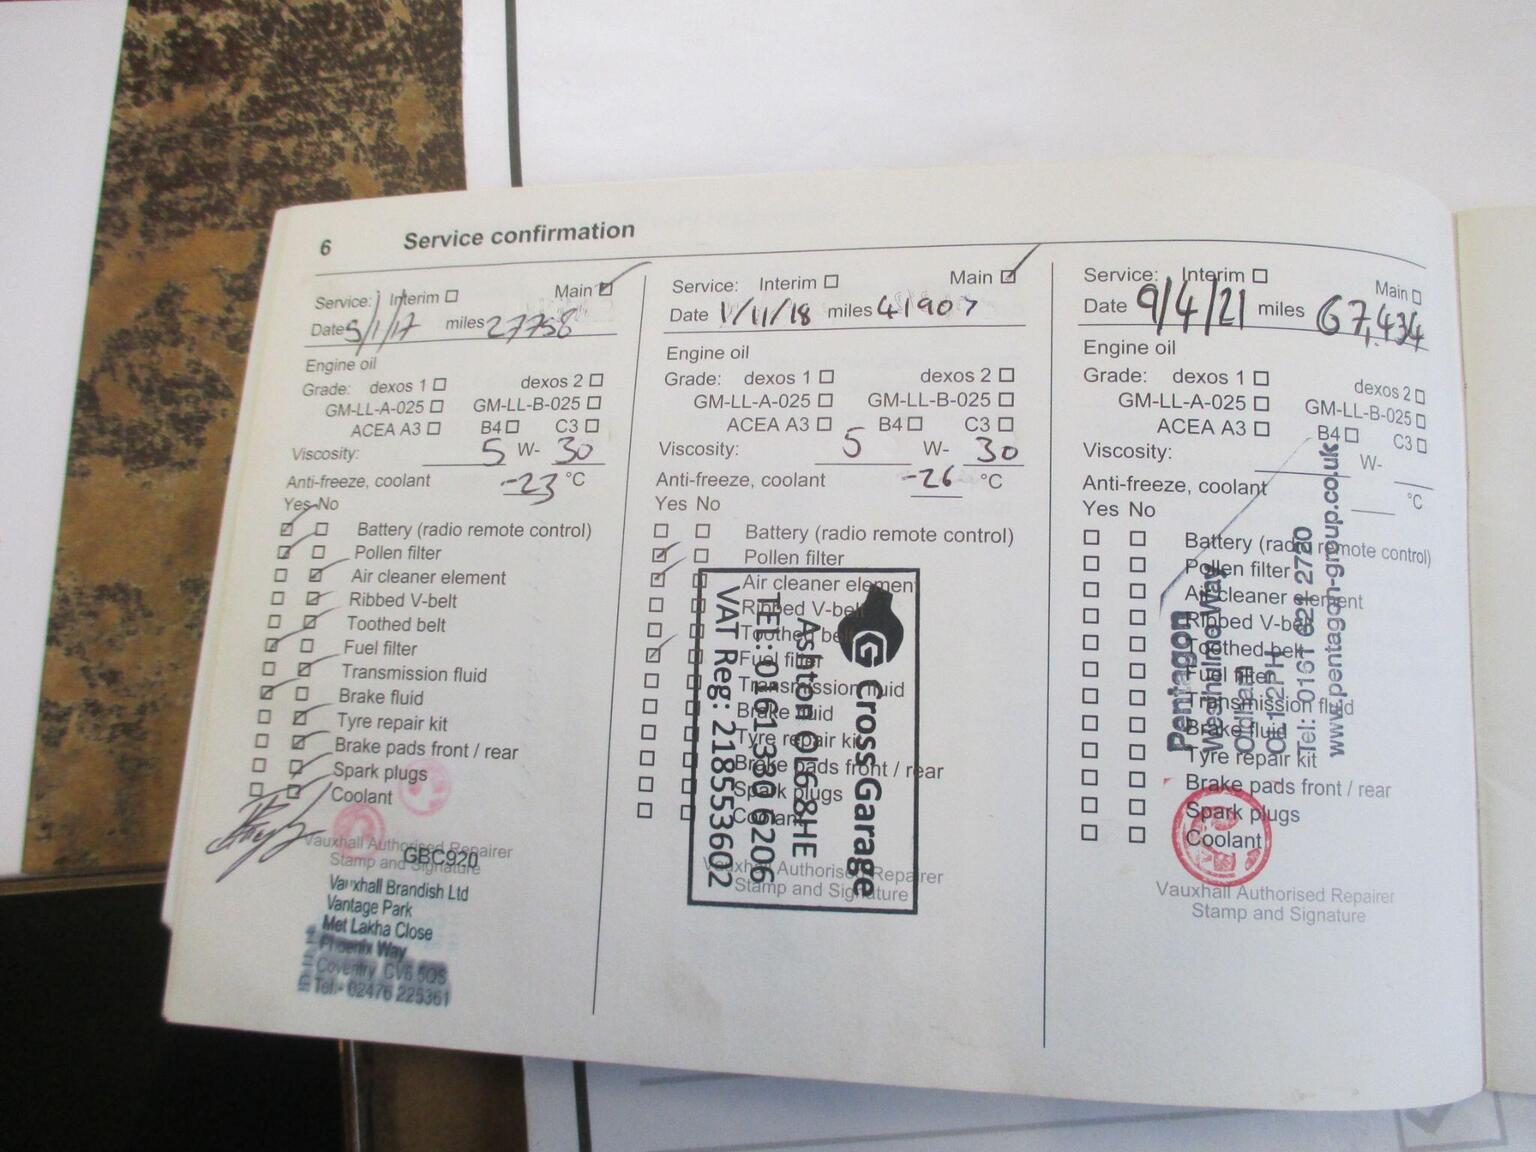 6 Service confirmation
Service: Interim ☐ Main ☑
Date 5/1/17 miles 27758
Engine oil
Grade: dexos 1 ☐ dexos 2 ☐
GM-LL-A-025 ☐ GM-LL-B-025 ☐
ACEA A3 ☐ B4 ☐ C3 ☐
Viscosity: 5 W- 30
Anti-freeze, coolant -23 °C
Yes No
☑ ☐ Battery (radio remote control)
☑ ☐ Pollen filter
☐ ☑ Air cleaner element
☐ ☑ Ribbed V-belt
☐ ☑ Toothed belt
☑ ☐ Fuel filter
☐ ☑ Transmission fluid
☑ ☐ Brake fluid
☐ ☑ Tyre repair kit
☐ ☑ Brake pads front / rear
☐ ☑ Spark plugs
☐ ☑ Coolant
Vauxhall Authorised Repairer
Stamp and Signature
GBC920
Vauxhall Brandish Ltd
Vantage Park
Met Lakha Close
Phoenix Way
Coventry CV6 5QS
Tel:- 02476 225361
Service: Interim ☐ Main ☑
Date 1/11/18 miles 41907
Engine oil
Grade: dexos 1 ☐ dexos 2 ☐
GM-LL-A-025 ☐ GM-LL-B-025 ☐
ACEA A3 ☐ B4 ☐ C3 ☐
Viscosity: 5 W- 30
Anti-freeze, coolant -26 °C
Yes No
☐ ☐ Battery (radio remote control)
☑ ☐ Pollen filter
☑ ☐ Air cleaner element
☐ ☐ Ribbed V-belt
☐ ☐ Toothed belt
☑ ☐ Fuel filter
☐ ☐ Transmission fluid
☐ ☐ Brake fluid
☐ ☐ Tyre repair kit
☐ ☐ Brake pads front / rear
☐ ☐ Spark plugs
☐ ☐ Coolant
Vauxhall Authorised Repairer
Stamp and Signature
Cross Garage
Ashton OL6 8HE
TEL: 0161 330 6206
VAT Reg: 218553602
Service: Interim ☐ Main ☐
Date 9/4/21 miles 67,434
Engine oil
Grade: dexos 1 ☐ dexos 2 ☐
GM-LL-A-025 ☐ GM-LL-B-025 ☐
ACEA A3 ☐ B4 ☐ C3 ☐
Viscosity: W-
Anti-freeze, coolant °C
Yes No
☐ ☐ Battery (radio remote control)
☐ ☐ Pollen filter
☐ ☐ Air cleaner element
☐ ☐ Ribbed V-belt
☐ ☐ Toothed belt
☐ ☐ Fuel filter
☐ ☐ Transmission fluid
☐ ☐ Brake fluid
☐ ☐ Tyre repair kit
☐ ☐ Brake pads front / rear
☐ ☐ Spark plugs
☐ ☐ Coolant
Vauxhall Authorised Repairer
Stamp and Signature
Pentagon
Way
Oldham
OL1 2PH
Tel: 0161 621 2720
www.pentagon-group.co.uk